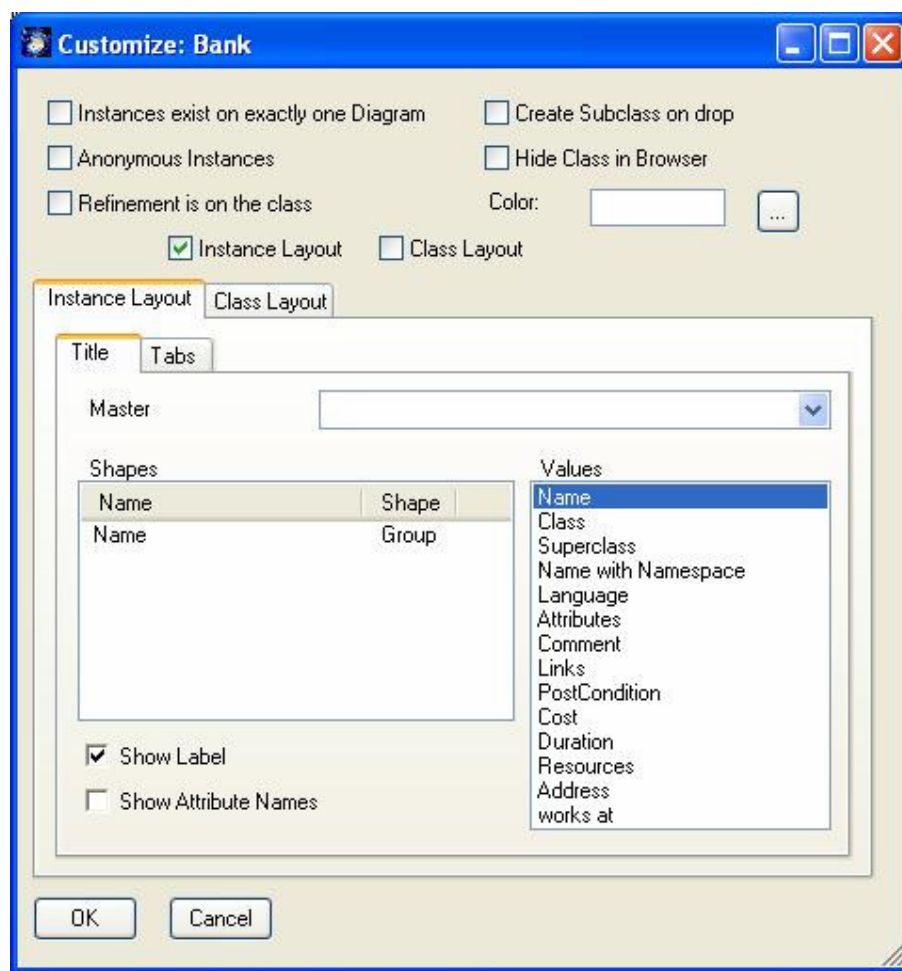 Customize: Bank
Instances exist on exactly one Diagram
Create Subclass on drop
Anonymous Instances
Hide Class in Browser
Refinement is on the class
Color:
...
Instance Layout
Class Layout
Instance Layout
Class Layout
Title
Tabs
Master
Shapes
Name Shape
Name Group
Values
Name
Class
Superclass
Name with Namespace
Language
Attributes
Comment
Links
PostCondition
Cost
Duration
Resources
Address
works at
Show Label
Show Attribute Names
OK
Cancel